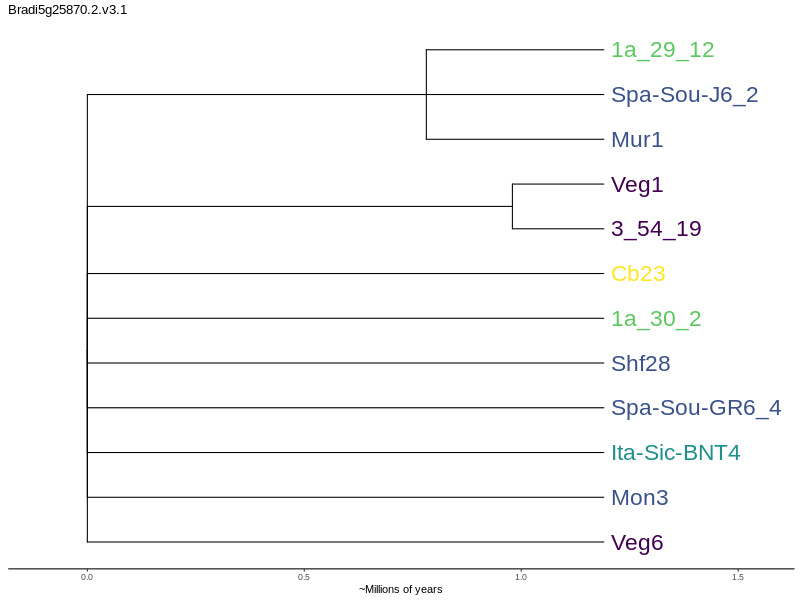 Bradi5g25870.2.v3.1
1a_29_12
Spa-Sou-J6_2
Mur1
Veg1
3_54_19
Cb23
1a_30_2
Shf28
Spa-Sou-GR6_4
Ita-Sic-BNT4
Mon3
Veg6
0.0 0.5 1.0 1.5
~Millions of years